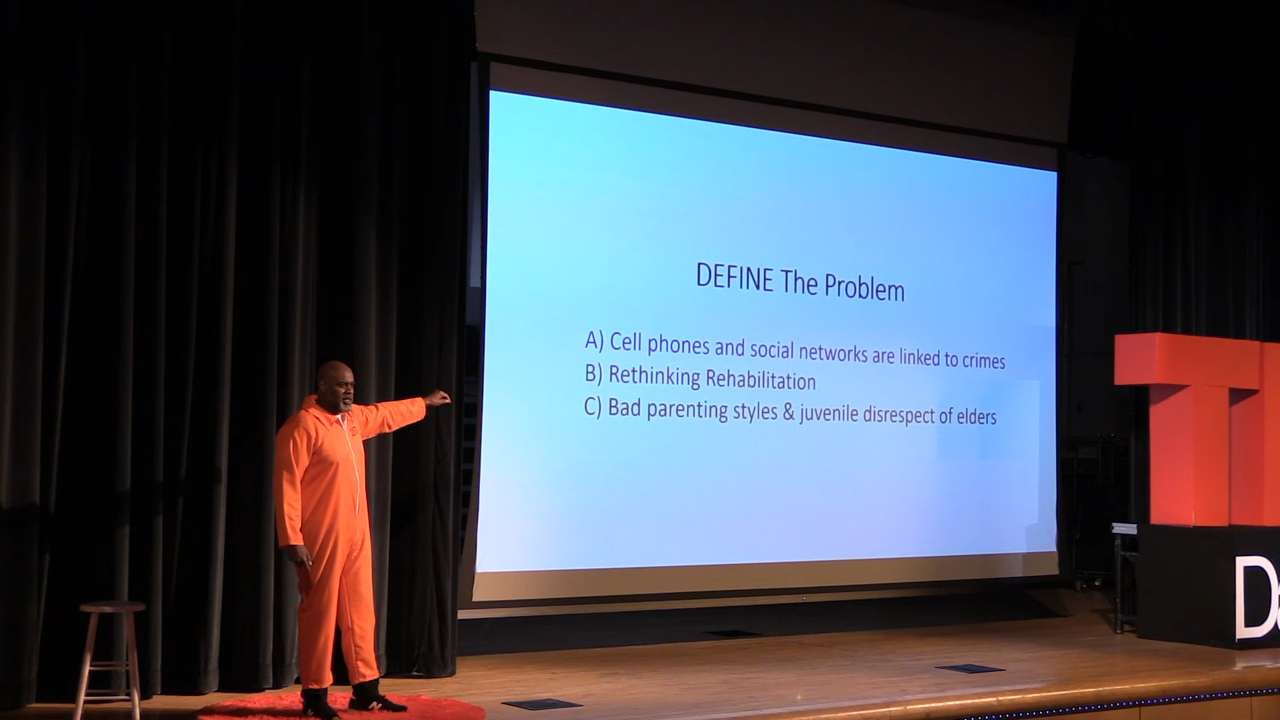 DEFINE The Problem
A) Cell phones and social networks are linked to crimes
B) Rethinking Rehabilitation
C) Bad parenting styles & juvenile disrespect of elders